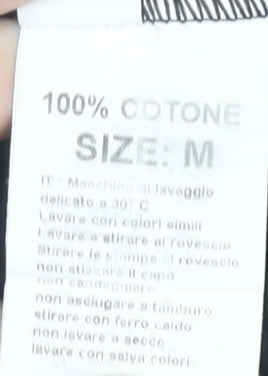 100% COTONE
SIZE: M
IT : Macchina di lavaggio
delicato a 30° C
Lavare con colori simili
Lavare e stirare al rovescio
Stirare le stampe al rovescio
non stizzare il capo
non candeggiare
non asciugare a tamburo
stirare con ferro caldo
non lavare a secco
lavare con salva colori